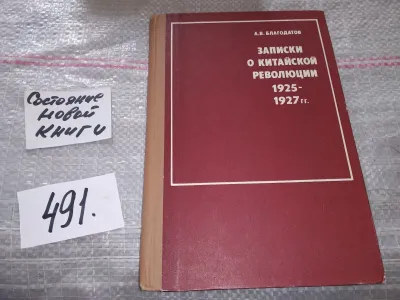 Состояние
новой
книги
491.
А.В. БЛАГОДАТОВ
ЗАПИСКИ
О КИТАЙСКОЙ
РЕВОЛЮЦИИ
1925-
1927 гг.